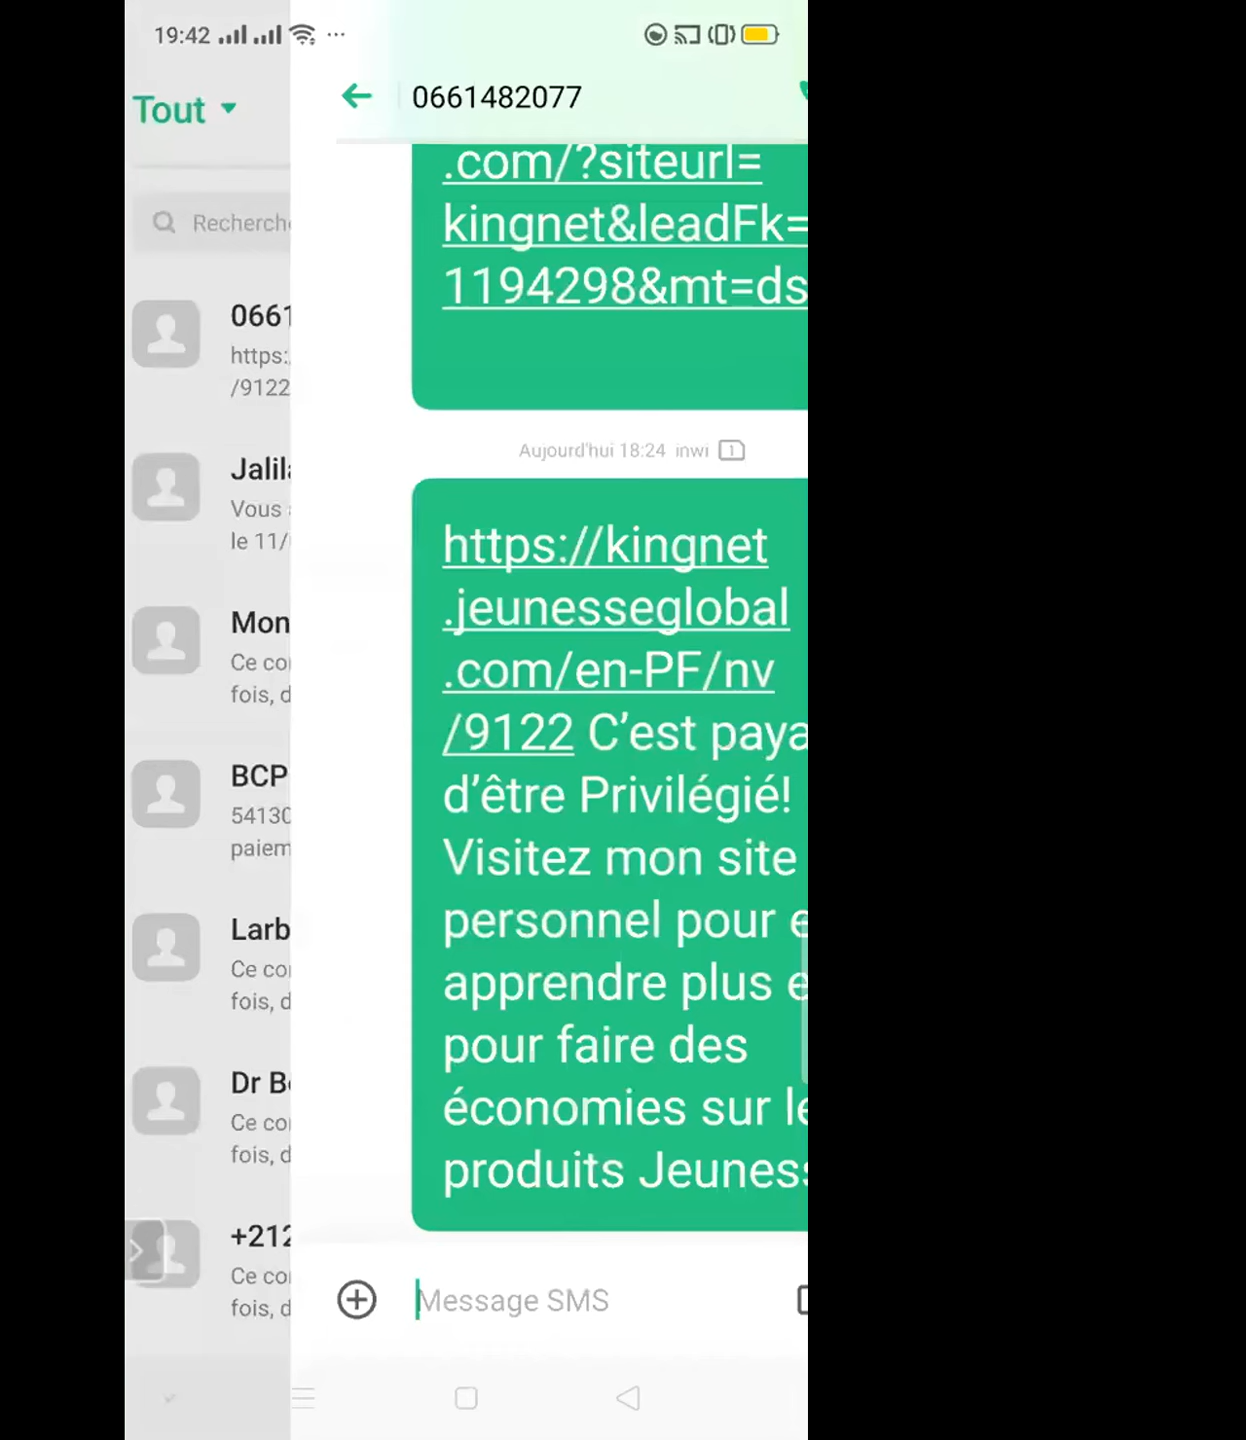 19:42
Tout
Recherch
0661
https:
/9122
Jalil
Vous
le 11/
Mon
Ce co
fois, d
BCP
54130
paiem
Larb
Ce co
fois, d
Dr B
Ce co
fois, d
+212
Ce co
fois, d
0661482077
.com/?siteurl=
kingnet&leadFk=
1194298&mt=ds
Aujourd'hui 18:24 inwi 1
https://kingnet
.jeunesseglobal
.com/en-PF/nv
/9122 C’est paya
d’être Privilégié!
Visitez mon site
personnel pour e
apprendre plus e
pour faire des
économies sur le
produits Jeuness
Message SMS